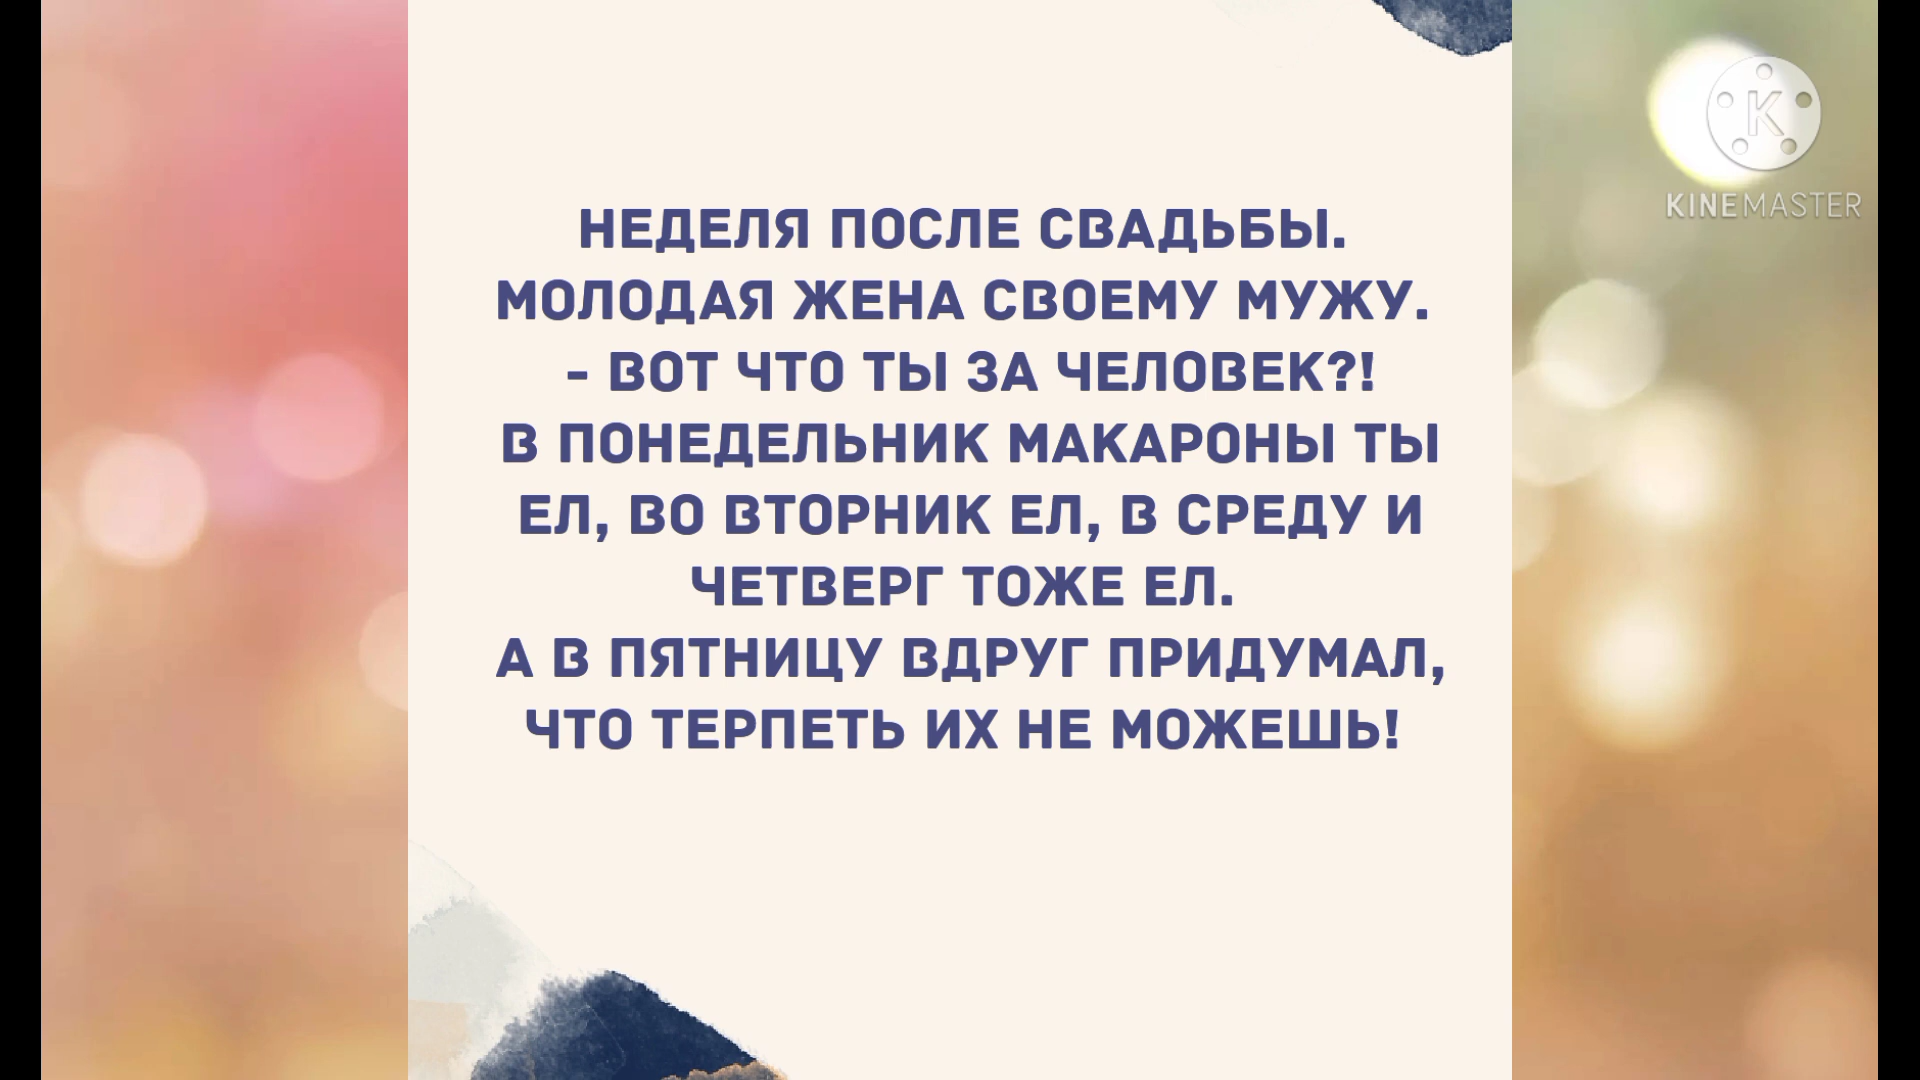 НЕДЕЛЯ ПОСЛЕ СВАДЬБЫ.
МОЛОДАЯ ЖЕНА СВОЕМУ МУЖУ.
- ВОТ ЧТО ТЫ ЗА ЧЕЛОВЕК?!
В ПОНЕДЕЛЬНИК МАКАРОНЫ ТЫ
ЕЛ, ВО ВТОРНИК ЕЛ, В СРЕДУ И
ЧЕТВЕРГ ТОЖЕ ЕЛ.
А В ПЯТНИЦУ ВДРУГ ПРИДУМАЛ,
ЧТО ТЕРПЕТЬ ИХ НЕ МОЖЕШЬ!
K
KINEMASTER